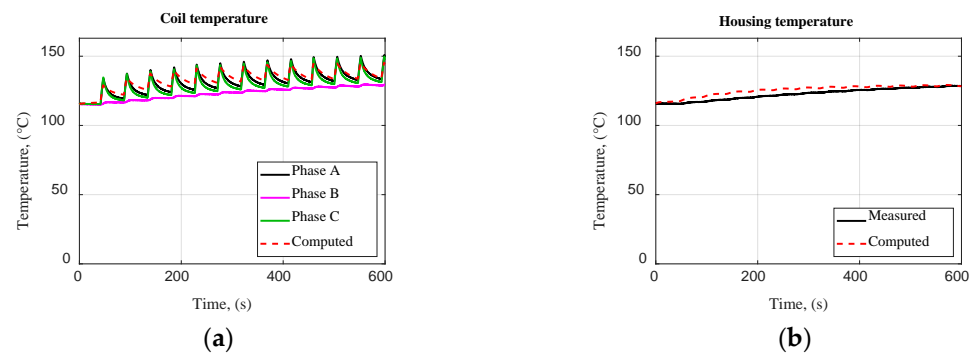 Coil temperature
150
100
50
0
0
200
400
600
Temperature, (°C)
Time, (s)
Phase A
Phase B
Phase C
Computed
(a)
Housing temperature
150
100
50
0
0
200
400
600
Temperature, (°C)
Time, (s)
Measured
Computed
(b)